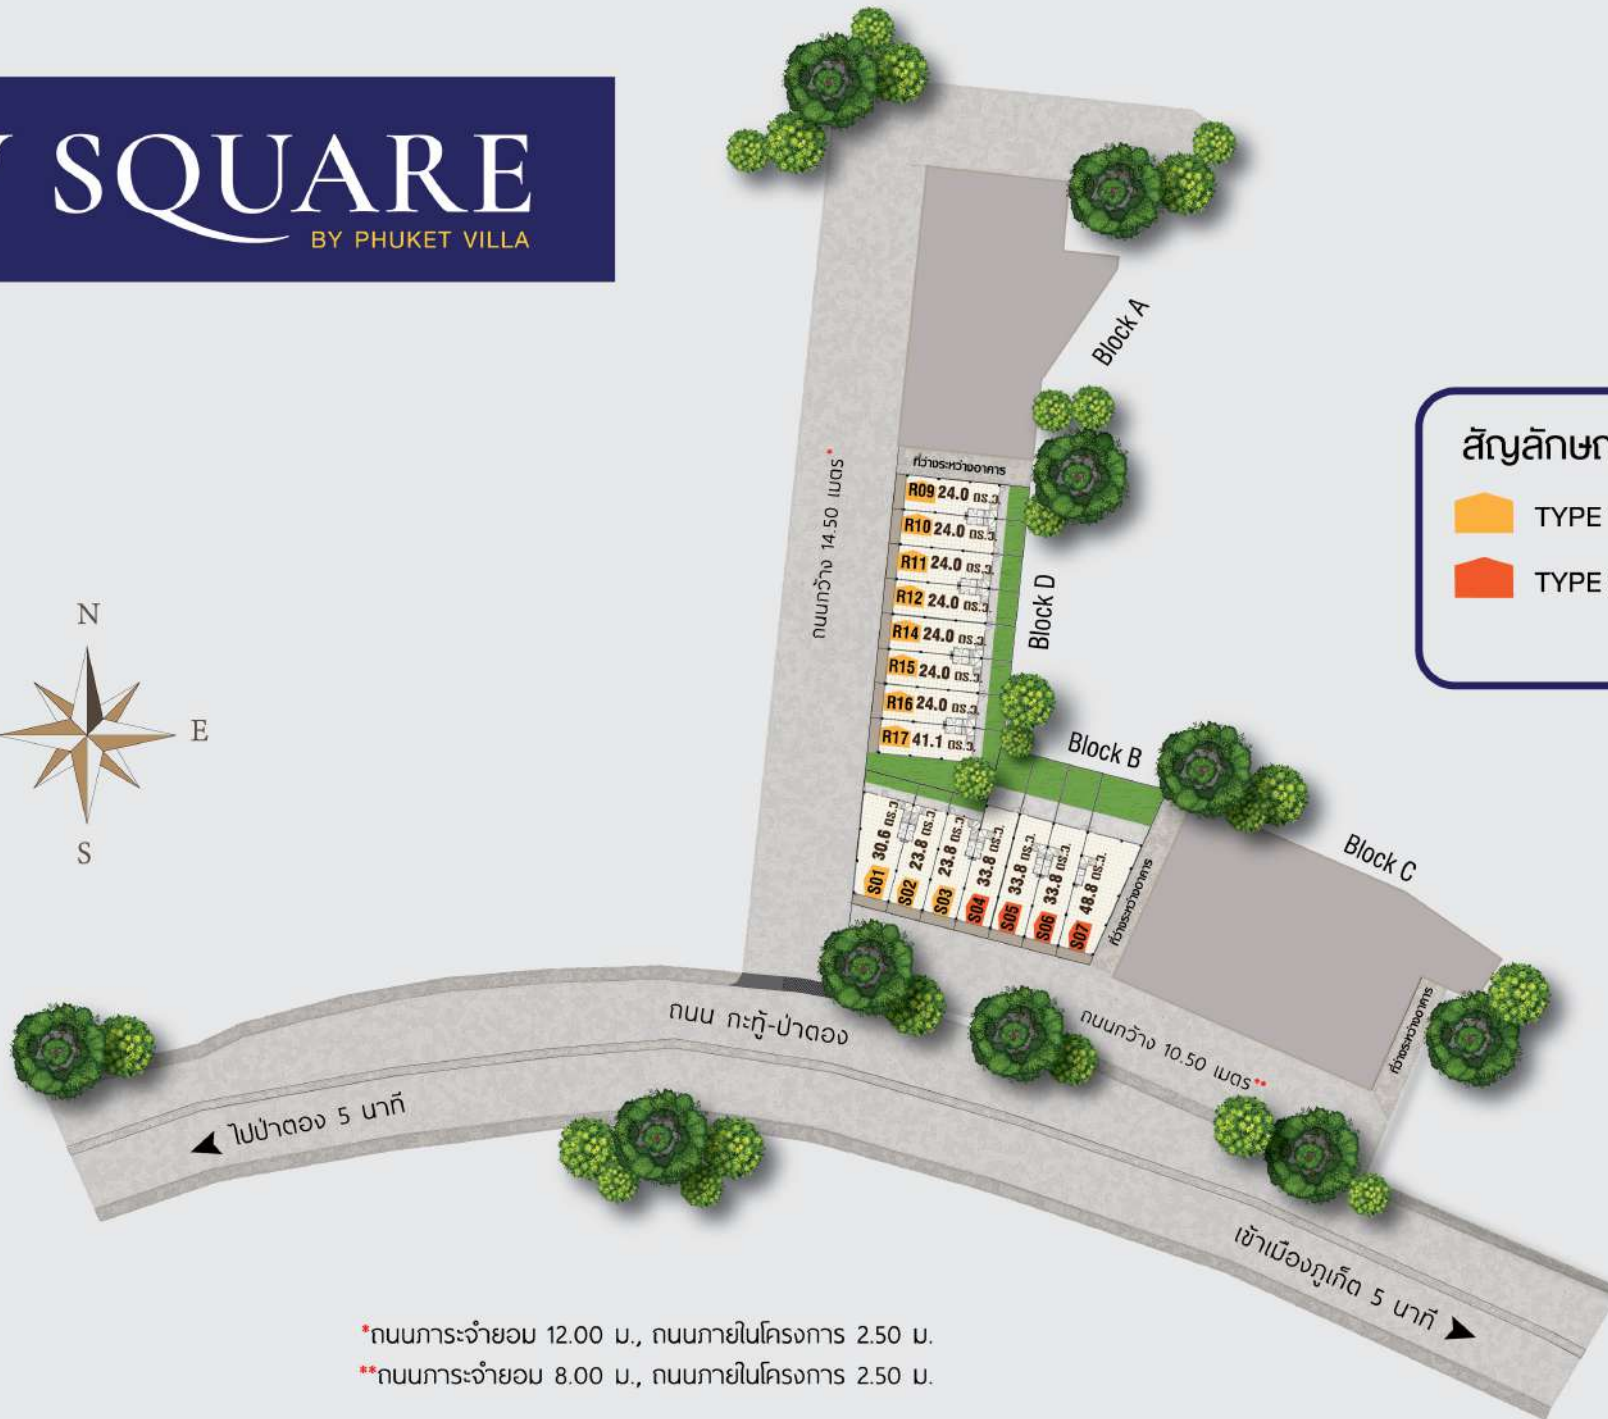 Y SQUARE
BY PHUKET VILLA
Block A
สัญลักษณ
TYPE
TYPE
ที่ว่างระหว่างอาคาร
ถนนกว้าง 14.50 เมตร*
R09 24.0 ตร.ว.
R10 24.0 ตร.ว.
R11 24.0 ตร.ว.
R12 24.0 ตร.ว.
R14 24.0 ตร.ว.
R15 24.0 ตร.ว.
R16 24.0 ตร.ว.
R17 41.1 ตร.ว.
Block D
N
E
S
Block B
S01 30.6 ตร.ว.
S02 23.8 ตร.ว.
S03 23.8 ตร.ว.
S04 33.8 ตร.ว.
S05 33.8 ตร.ว.
S06 33.8 ตร.ว.
S07 48.8 ตร.ว.
ที่ว่างระหว่างอาคาร
Block C
ที่ว่างระหว่างอาคาร
ถนน กะทู้-ป่าตอง
ถนนกว้าง 10.50 เมตร**
ไปป่าตอง 5 นาที
เข้าเมืองภูเก็ต 5 นาที
*ถนนภาระจำยอม 12.00 ม., ถนนภายในโครงการ 2.50 ม.
**ถนนภาระจำยอม 8.00 ม., ถนนภายในโครงการ 2.50 ม.